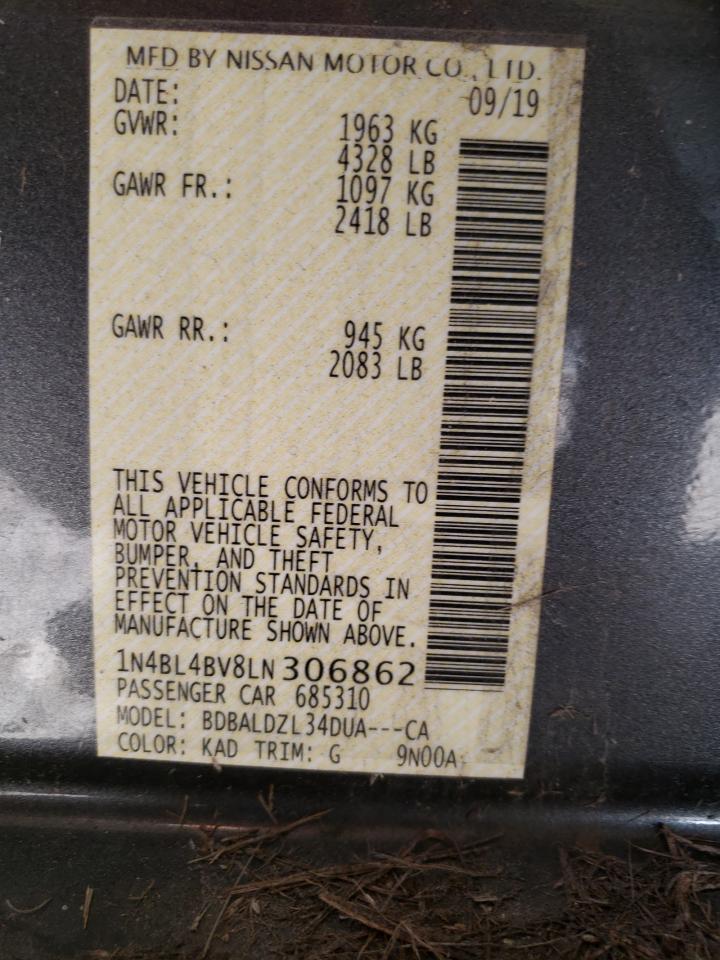 MFD BY NISSAN MOTOR CO., LTD.
DATE: 09/19
GVWR: 1963 KG
4328 LB
GAWR FR.: 1097 KG
2418 LB
GAWR RR.: 945 KG
2083 LB
THIS VEHICLE CONFORMS TO
ALL APPLICABLE FEDERAL
MOTOR VEHICLE SAFETY,
BUMPER, AND THEFT
PREVENTION STANDARDS IN
EFFECT ON THE DATE OF
MANUFACTURE SHOWN ABOVE.
1N4BL4BV8LN306862
PASSENGER CAR 685310
MODEL: BDBALDZL34DUA---CA
COLOR: KAD TRIM: G 9N00A